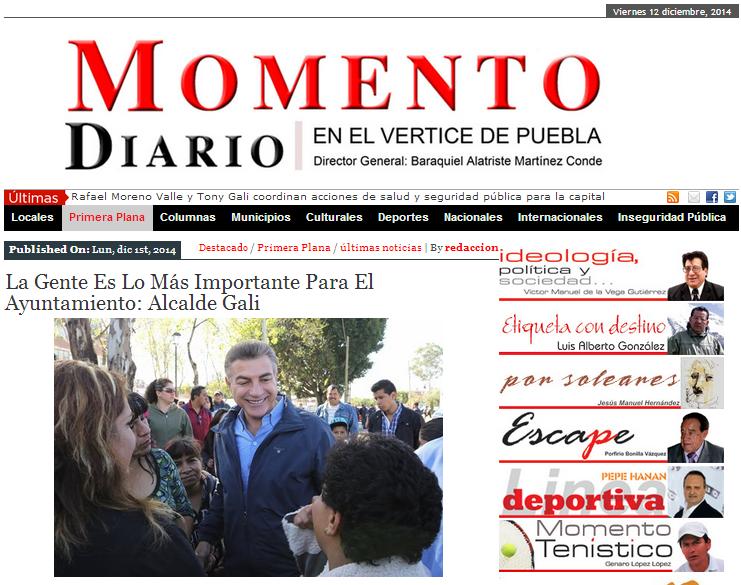 Viernes 12 diciembre, 2014
MOMENTO
DIARIO
EN EL VERTICE DE PUEBLA
Director General: Baraquiel Alatriste Martínez Conde
Últimas
Rafael Moreno Valle y Tony Gali coordinan acciones de salud y seguridad pública para la capital
Locales Primera Plana Columnas Municipios Culturales Deportes Nacionales Internacionales Inseguridad Pública
Published On: Lun, dic 1st, 2014
Destacado / Primera Plana / últimas noticias | By redaccion
La Gente Es Lo Más Importante Para El
Ayuntamiento: Alcalde Gali
ideología,
política y
sociedad...
Victor Manuel de la Vega Gutiérrez
Etiqueta con destino
Luis Alberto González
por soleares
Jesús Manuel Hernández
Escape
Porfirio Bonilla Vázquez
PEPE HANAN
Linea
deportiva
Momento
Tenístico
Genaro López López